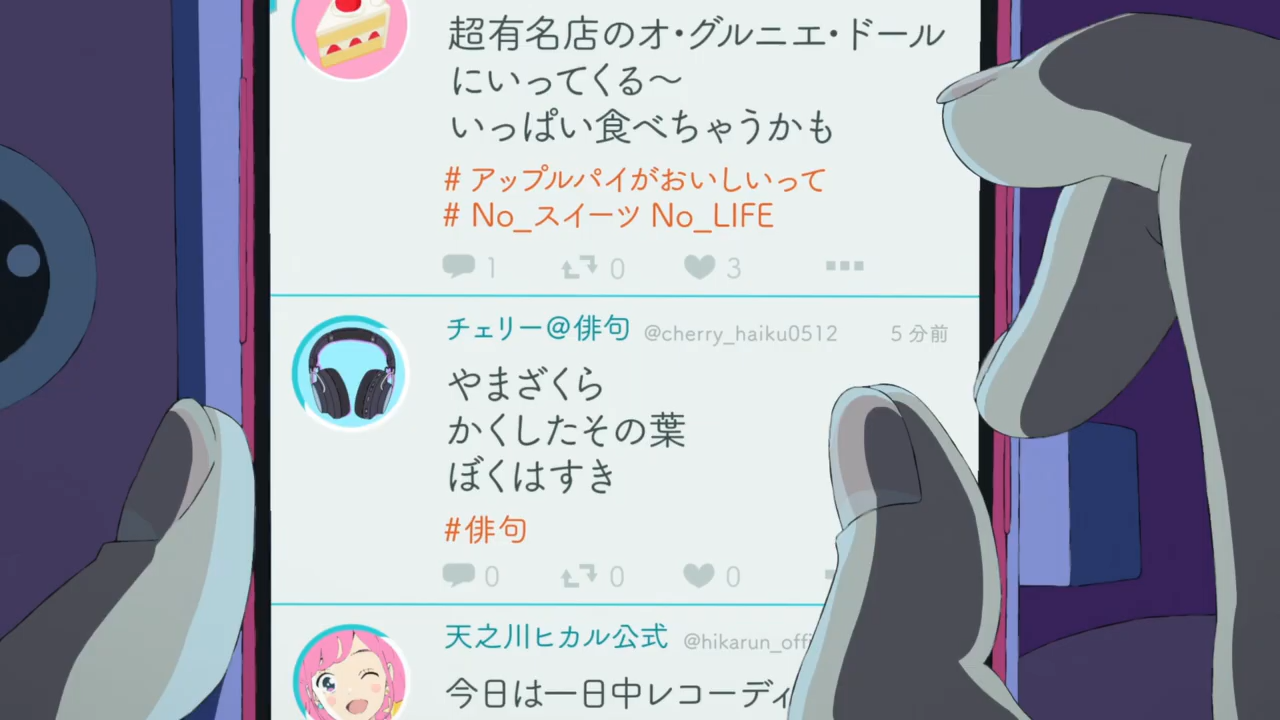 超有名店のオ・グルニエ・ドール
にいってくる〜
いっぱい食べちゃうかも
# アップルパイがおいしいって
# No_スイーツ No_LIFE
1 0 3
チェリー@俳句 @cherry_haiku0512 5 分前
やまざくら
かくしたその葉
ぼくはすき
#俳句
0 0 0
天之川ヒカル公式 @hikarun_offi
今日は一日中レコーディ